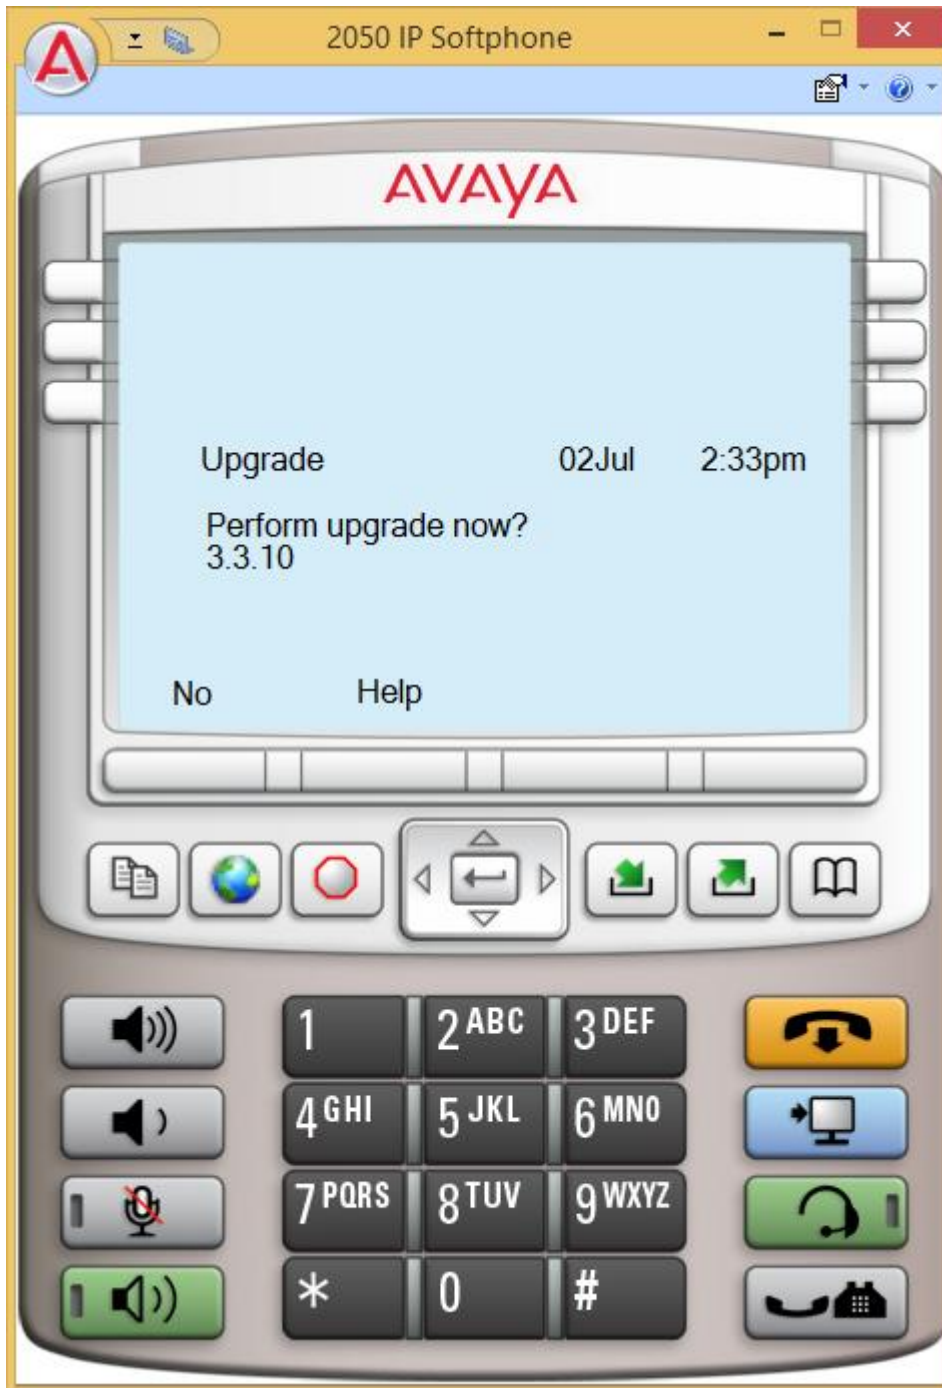 2050 IP Softphone
AVAYA
Upgrade 02Jul 2:33pm
Perform upgrade now?
3.3.10
No Help
1 2 ABC 3 DEF
4 GHI 5 JKL 6 MNO
7 PQRS 8 TUV 9 WXYZ
* 0 #